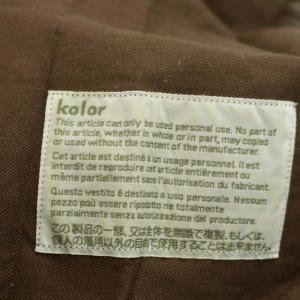 kolor
This article can only be used personal use. No part of
this article, whether in whole or in part, may copied
or used without the consent of the manufacturer.
Cet article est destiné à un usage personnel. Il est
interdit de reproduire cet article entiérement ou
même partiellement sans l'autorisation du fabricant.
Questo vestito é destinato a uso personale. Nessun
pezzo può essere riprodotto ne totalmente
parzialmente senza autorizzazione del productore.
この製品の一部、又は全体を無断で複製、もしくは、
個人の着用以外の目的で使用することは出来ません。